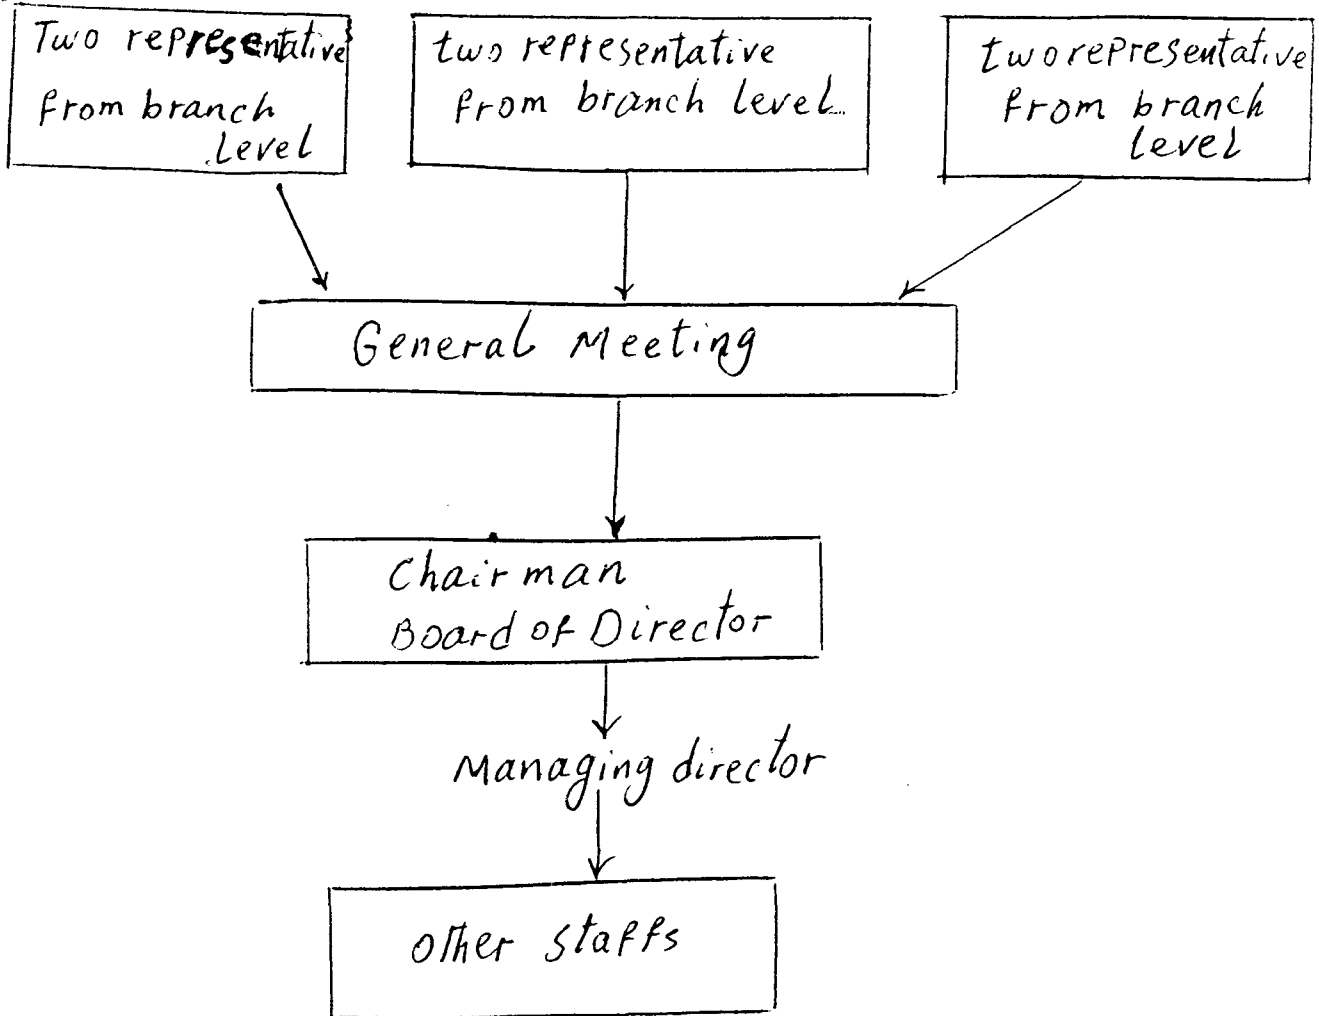 Two representatives
from branch
Level
two representative
from branch level
two representative
from branch
level
General Meeting
Chairman
Board of Director
Managing director
other staffs